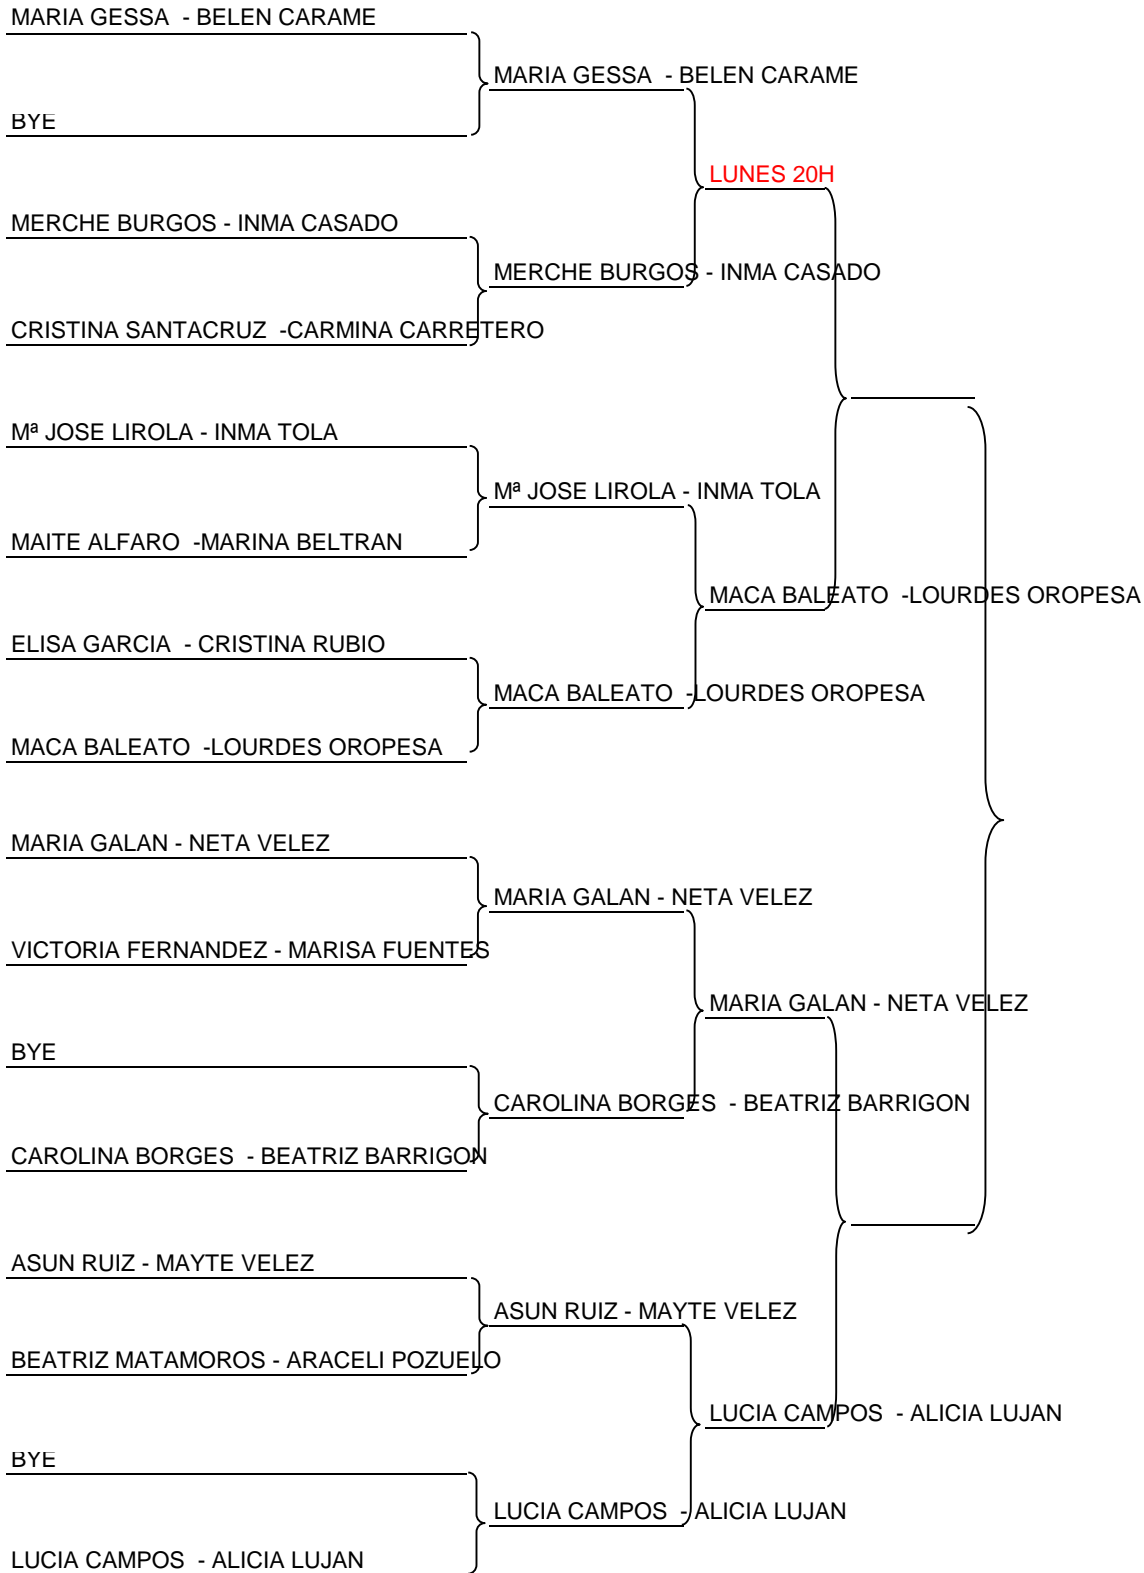 MARIA GESSA  - BELEN CARAME
MARIA GESSA  - BELEN CARAME
BYE
LUNES 20H
MERCHE BURGOS - INMA CASADO
MERCHE BURGOS - INMA CASADO
CRISTINA SANTACRUZ  -CARMINA CARRETERO
Mª JOSE LIROLA - INMA TOLA
Mª JOSE LIROLA - INMA TOLA
MAITE ALFARO  -MARINA BELTRAN
MACA BALEATO  -LOURDES OROPESA
ELISA GARCIA  - CRISTINA RUBIO
MACA BALEATO  -LOURDES OROPESA
MACA BALEATO  -LOURDES OROPESA
MARIA GALAN - NETA VELEZ
MARIA GALAN - NETA VELEZ
VICTORIA FERNANDEZ - MARISA FUENTES
MARIA GALAN - NETA VELEZ
BYE
CAROLINA BORGES  - BEATRIZ BARRIGON
CAROLINA BORGES  - BEATRIZ BARRIGON
ASUN RUIZ - MAYTE VELEZ
ASUN RUIZ - MAYTE VELEZ
BEATRIZ MATAMOROS - ARACELI POZUELO
LUCIA CAMPOS  - ALICIA LUJAN
BYE
LUCIA CAMPOS  - ALICIA LUJAN
LUCIA CAMPOS  - ALICIA LUJAN